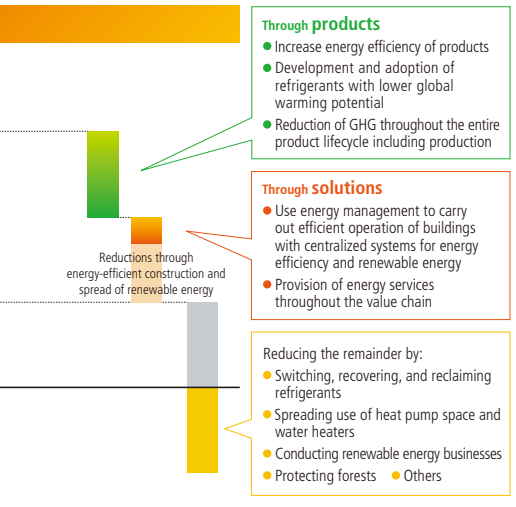 Through products
● Increase energy efficiency of products
● Development and adoption of
refrigerants with lower global
warming potential
● Reduction of GHG throughout the entire
product lifecycle including production
Through solutions
● Use energy management to carry
out efficient operation of buildings
with centralized systems for energy
efficiency and renewable energy
● Provision of energy services
throughout the value chain
Reductions through
energy-efficient construction and
spread of renewable energy
Reducing the remainder by:
● Switching, recovering, and reclaiming
refrigerants
● Spreading use of heat pump space and
water heaters
● Conducting renewable energy businesses
● Protecting forests ● Others